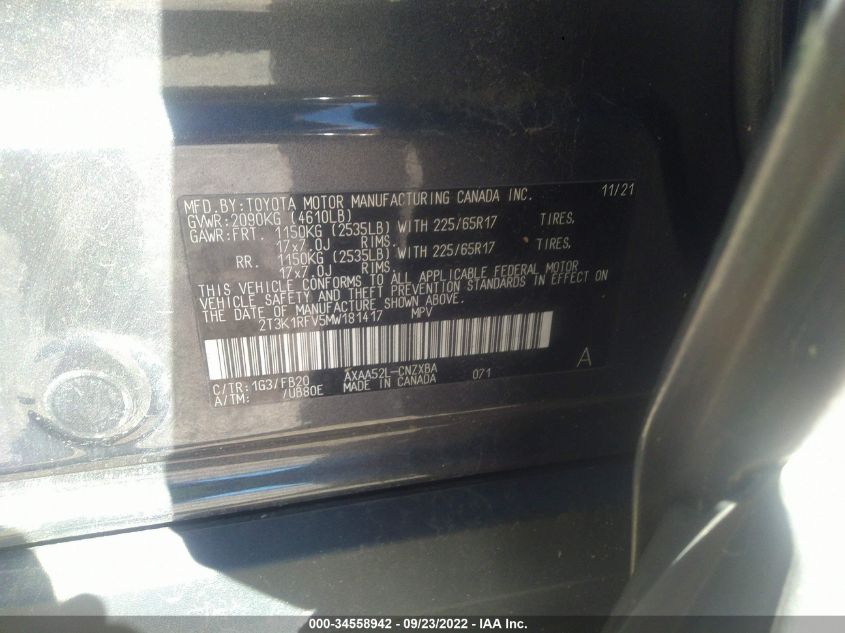 MFD.BY:TOYOTA MOTOR MANUFACTURING CANADA INC. 11/21
GVWR:2090KG (4610LB)
GAWR:FRT. 1150KG (2535LB) WITH 225/65R17 TIRES,
17x7.0J RIMS,
RR. 1150KG (2535LB) WITH 225/65R17 TIRES,
17x7.0J RIMS.
THIS VEHICLE CONFORMS TO ALL APPLICABLE FEDERAL MOTOR
VEHICLE SAFETY AND THEFT PREVENTION STANDARDS IN EFFECT ON
THE DATE OF MANUFACTURE SHOWN ABOVE.
2T3K1RFV5MW181417 MPV
C/TR:1G3/FB20 AXAA52L-CNZXBA 071 A
A/TM: /UB80E MADE IN CANADA
000-34558942 - 09/23/2022 - IAA Inc.